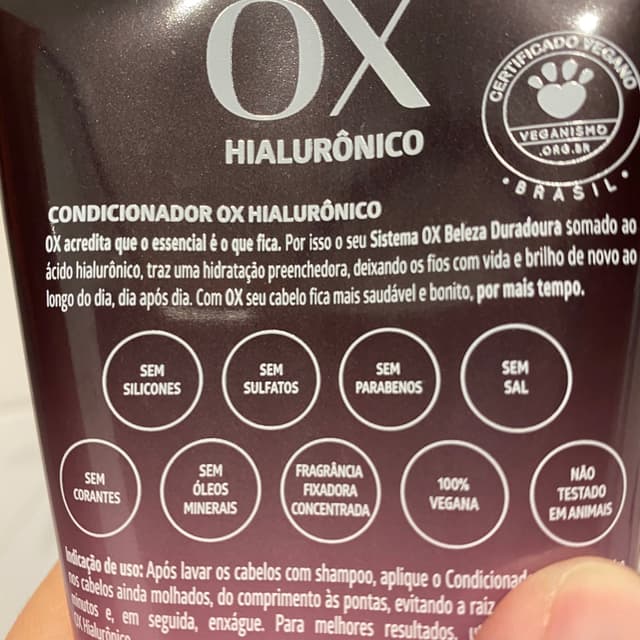 OX
HIALURÔNICO
CERTIFICADO VEGANO
VEGANISMO
.ORG.BR
• BRASIL •
CONDICIONADOR OX HIALURÔNICO
OX acredita que o essencial é o que fica. Por isso o seu Sistema OX Beleza Duradoura somado ao
ácido hialurônico, traz uma hidratação preenchedora, deixando os fios com vida e brilho de novo ao
longo do dia, dia após dia. Com OX seu cabelo fica mais saudável e bonito, por mais tempo.
SEM
SILICONES
SEM
SULFATOS
SEM
PARABENOS
SEM
SAL
SEM
CORANTES
SEM
ÓLEOS
MINERAIS
FRAGRÂNCIA
FIXADORA
CONCENTRADA
100%
VEGANA
NÃO
TESTADO
EM ANIMAIS
Indicação de uso: Após lavar os cabelos com shampoo, aplique o
nos cabelos ainda molhados, do comprimento às pontas, evitando a raiz
minutos e, em seguida, enxágue. Para melhores resultados,
OX Hialurônico